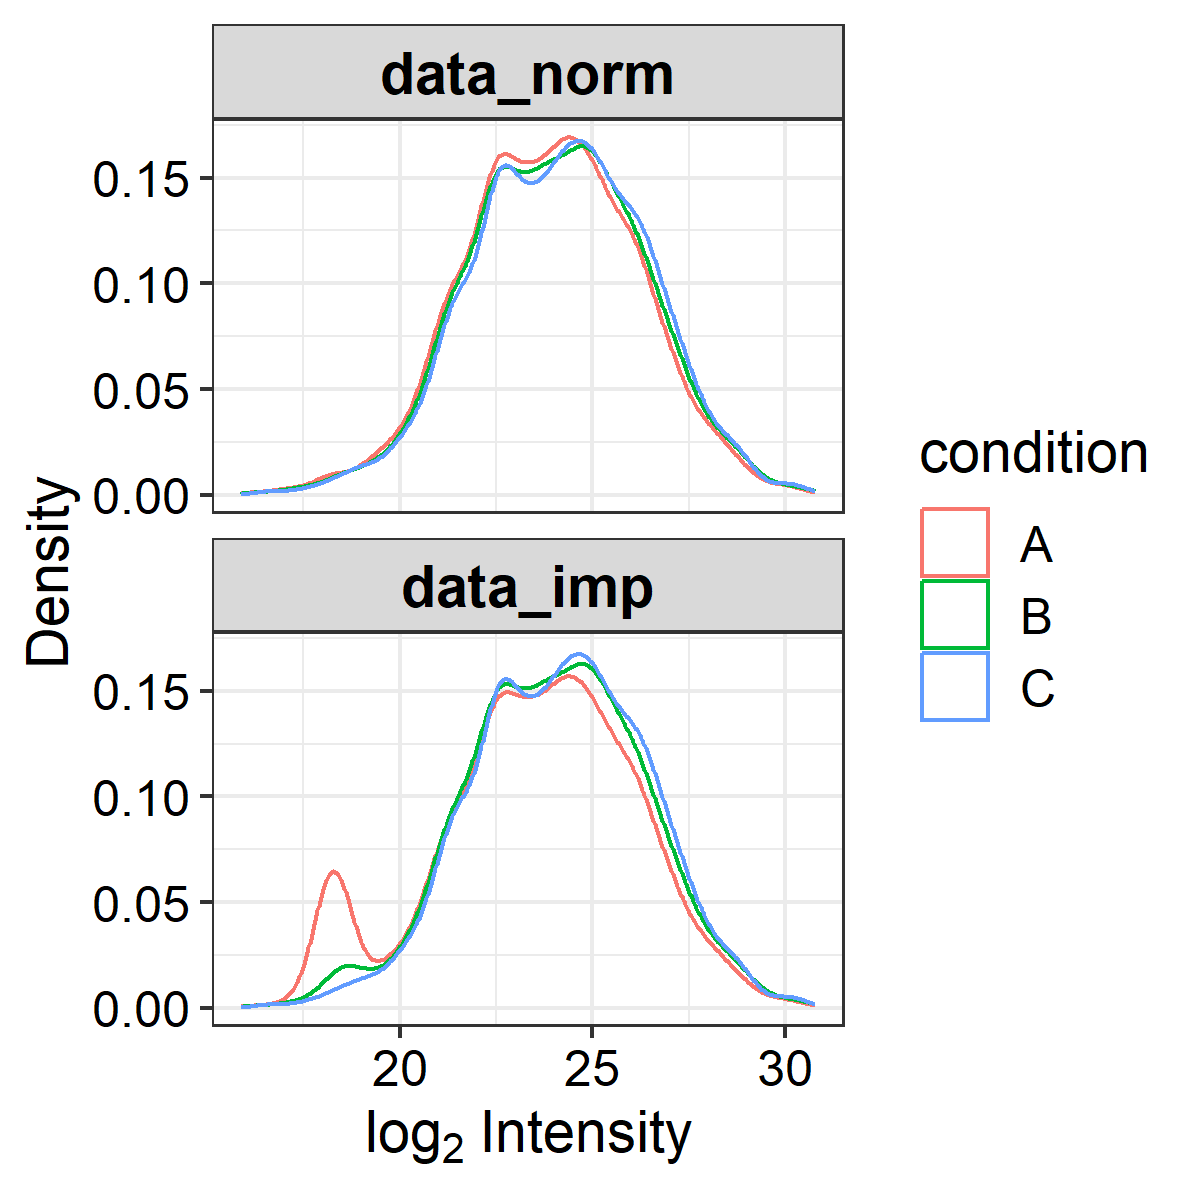 data_norm
0.15
0.10
0.05
0.00
data_imp
0.15
0.10
0.05
0.00
20 25 30
log₂ Intensity
Density
condition
A
B
C